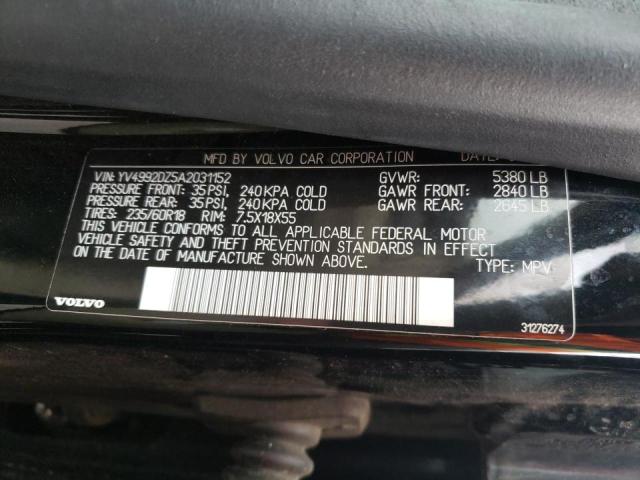 MFD BY VOLVO CAR CORPORATION
VIN: YV4992DZ5A2031152
PRESSURE FRONT: 35 PSI, 240 KPA COLD
PRESSURE REAR: 35 PSI, 240 KPA COLD
TIRES: 235/60R18 RIM: 7.5X18X55
GVWR: 5380 LB
GAWR FRONT: 2840 LB
GAWR REAR: 2645 LB
THIS VEHICLE CONFORMS TO ALL APPLICABLE FEDERAL MOTOR
VEHICLE SAFETY AND THEFT PREVENTION STANDARDS IN EFFECT
ON THE DATE OF MANUFACTURE SHOWN ABOVE.
TYPE: MPV
VOLVO
31276274